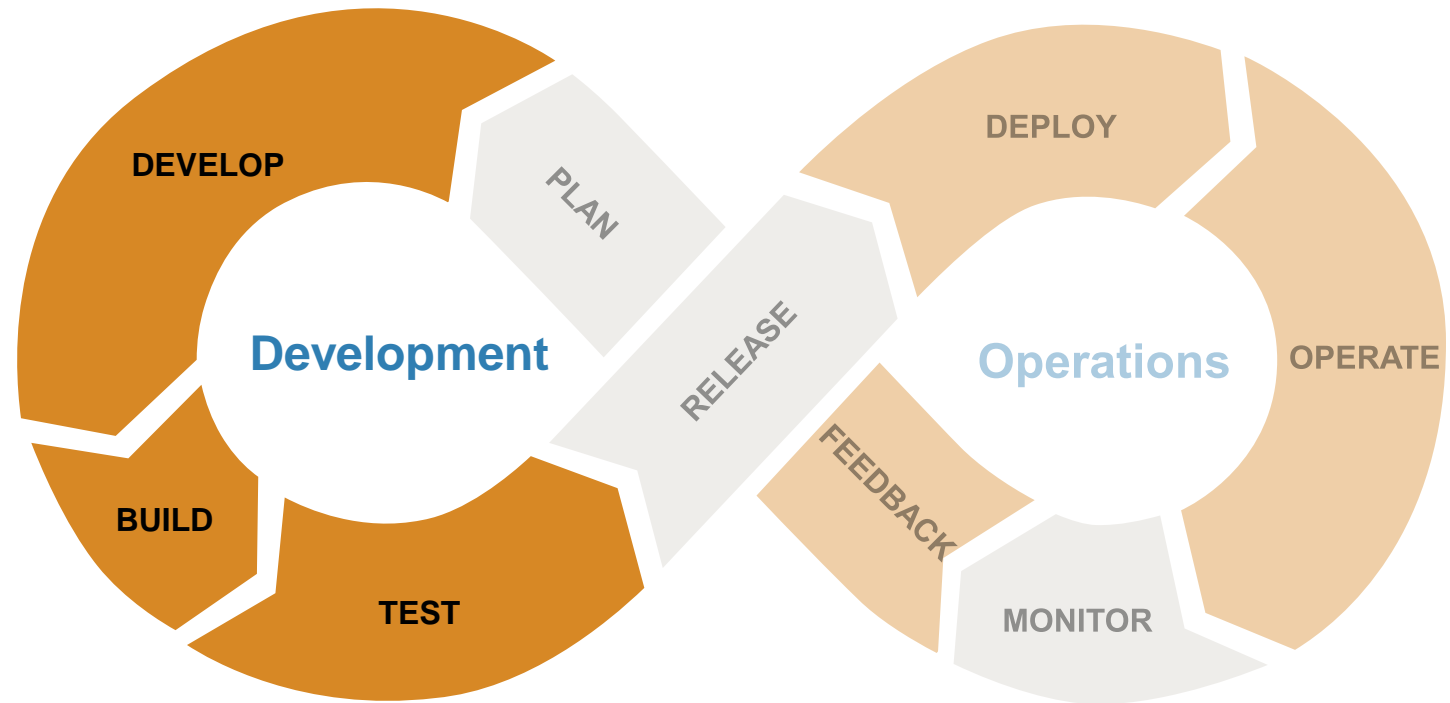 DEVELOP
PLAN
DEPLOY
Development
RELEASE
Operations
OPERATE
FEEDBACK
BUILD
TEST
MONITOR